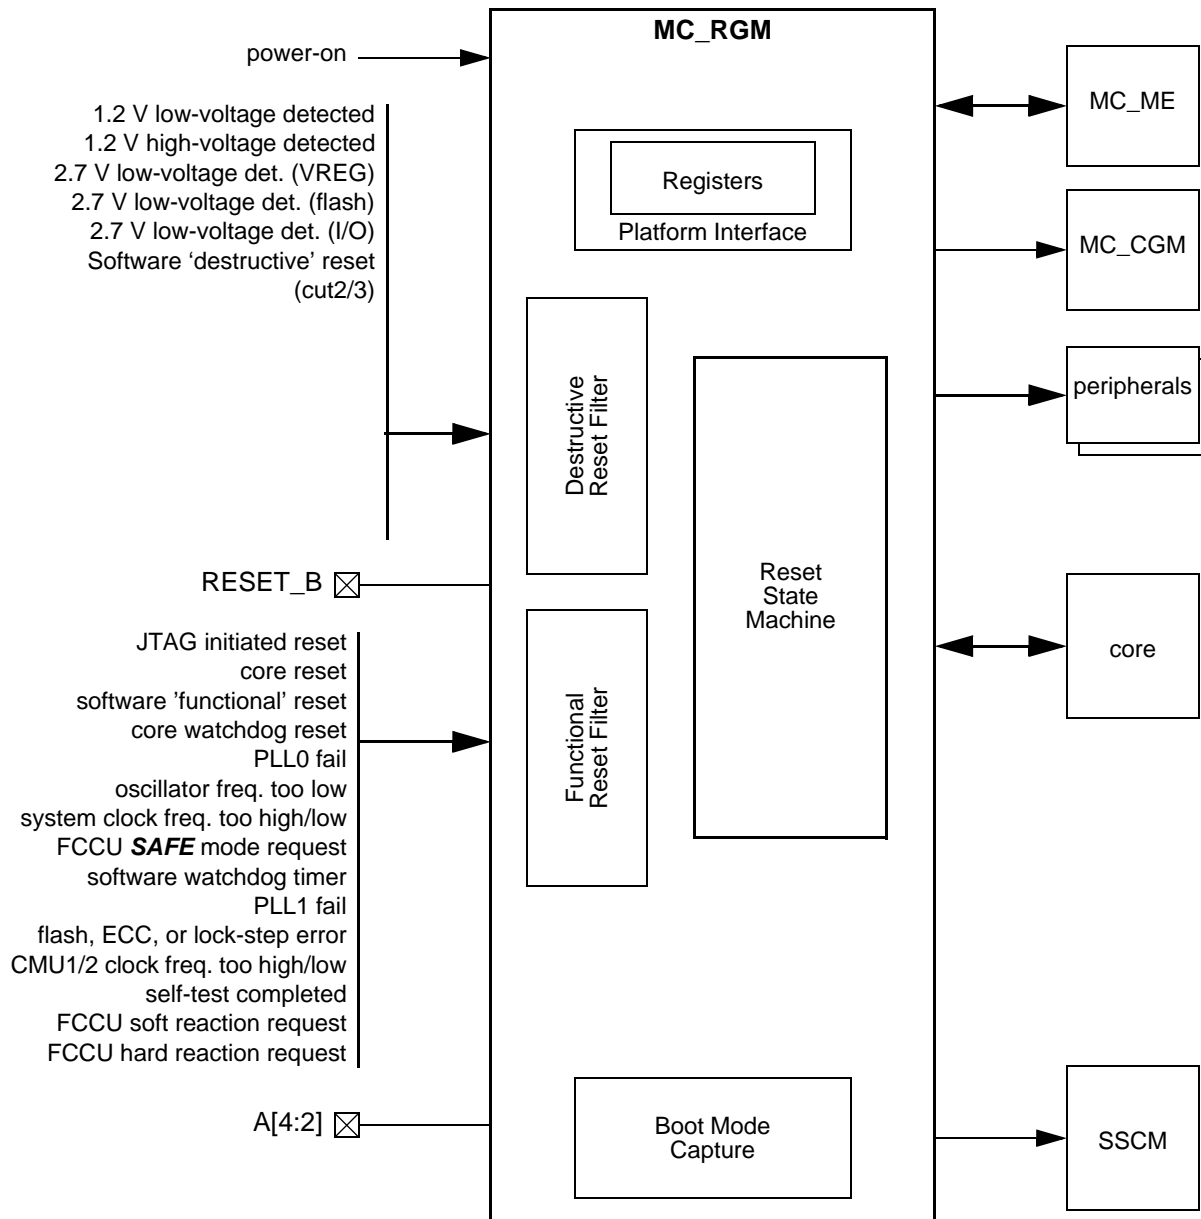 MC_RGM
power-on
1.2 V low-voltage detected
1.2 V high-voltage detected
2.7 V low-voltage det. (VREG)
2.7 V low-voltage det. (flash)
2.7 V low-voltage det. (I/O)
Software ‘destructive’ reset
(cut2/3)
RESET_B
JTAG initiated reset
core reset
software ’functional’ reset
core watchdog reset
PLL0 fail
oscillator freq. too low
system clock freq. too high/low
FCCU SAFE mode request
software watchdog timer
PLL1 fail
flash, ECC, or lock-step error
CMU1/2 clock freq. too high/low
self-test completed
FCCU soft reaction request
FCCU hard reaction request
A[4:2]
Registers
Platform Interface
Destructive
Reset Filter
Functional
Reset Filter
Reset
State
Machine
Boot Mode
Capture
MC_ME
MC_CGM
peripherals
core
SSCM